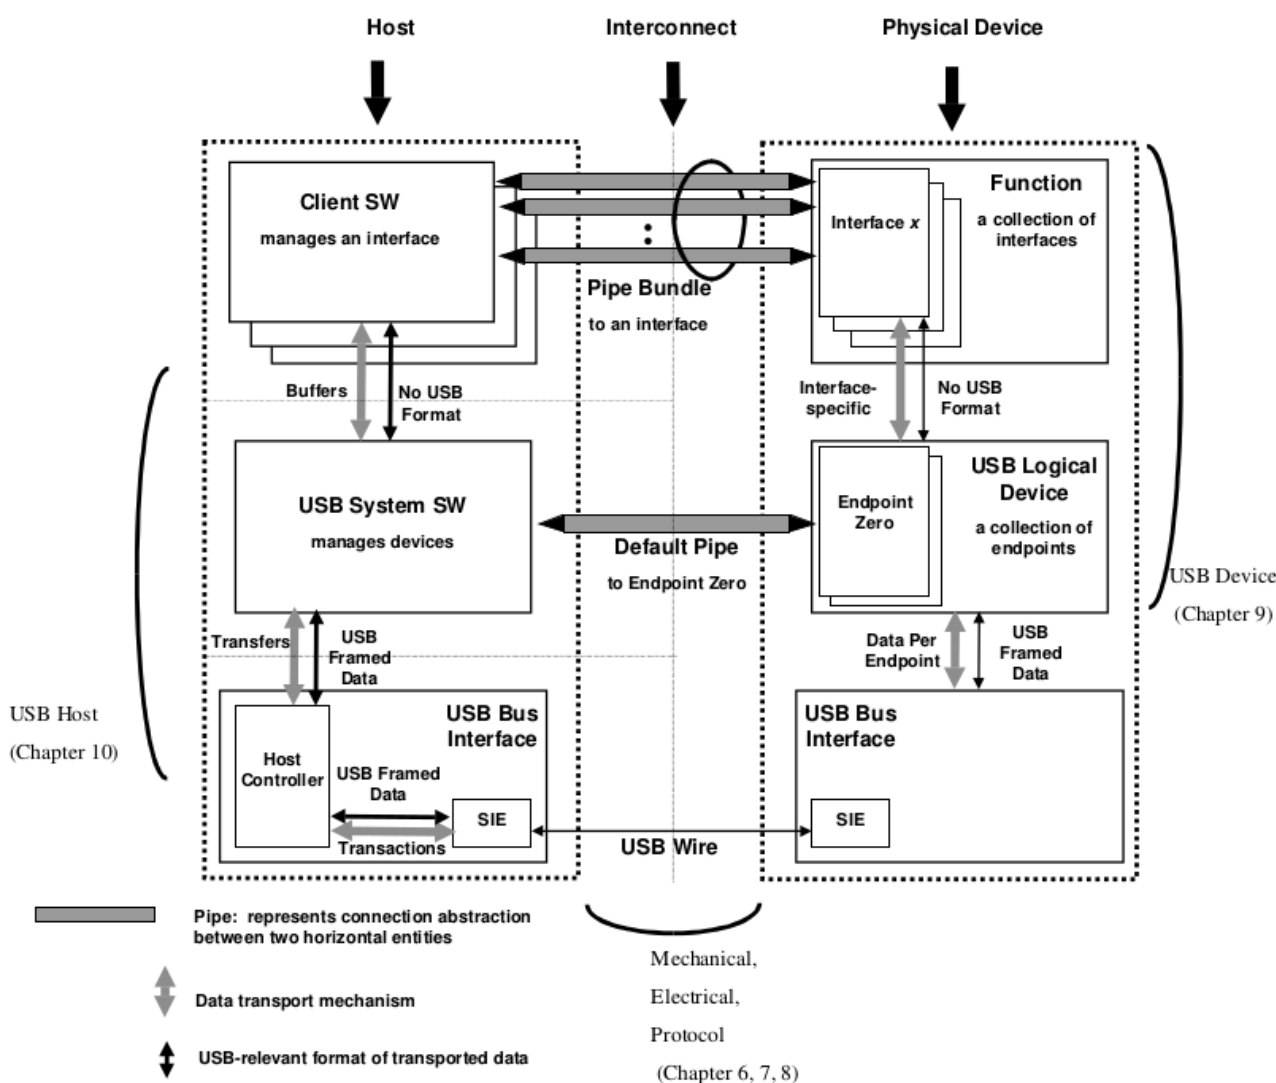 Host
Interconnect
Physical Device
Client SW
manages an interface
Pipe Bundle
to an interface
Interface x
Function
a collection of
interfaces
Buffers
No USB
Format
Interface-
specific
No USB
Format
USB System SW
manages devices
Default Pipe
to Endpoint Zero
Endpoint
Zero
USB Logical
Device
a collection of
endpoints
USB Device
(Chapter 9)
Transfers
USB
Framed
Data
Data Per
Endpoint
USB
Framed
Data
USB Host
(Chapter 10)
Host
Controller
USB Bus
Interface
USB Framed
Data
Transactions
SIE
USB Wire
USB Bus
Interface
SIE
Pipe: represents connection abstraction
between two horizontal entities
Data transport mechanism
USB-relevant format of transported data
Mechanical,
Electrical,
Protocol
(Chapter 6, 7, 8)